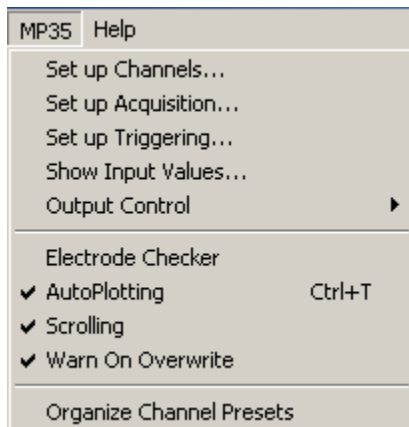 MP35 Help
Set up Channels...
Set up Acquisition...
Set up Triggering...
Show Input Values...
Output Control
Electrode Checker
AutoPlotting Ctrl+T
Scrolling
Warn On Overwrite
Organize Channel Presets